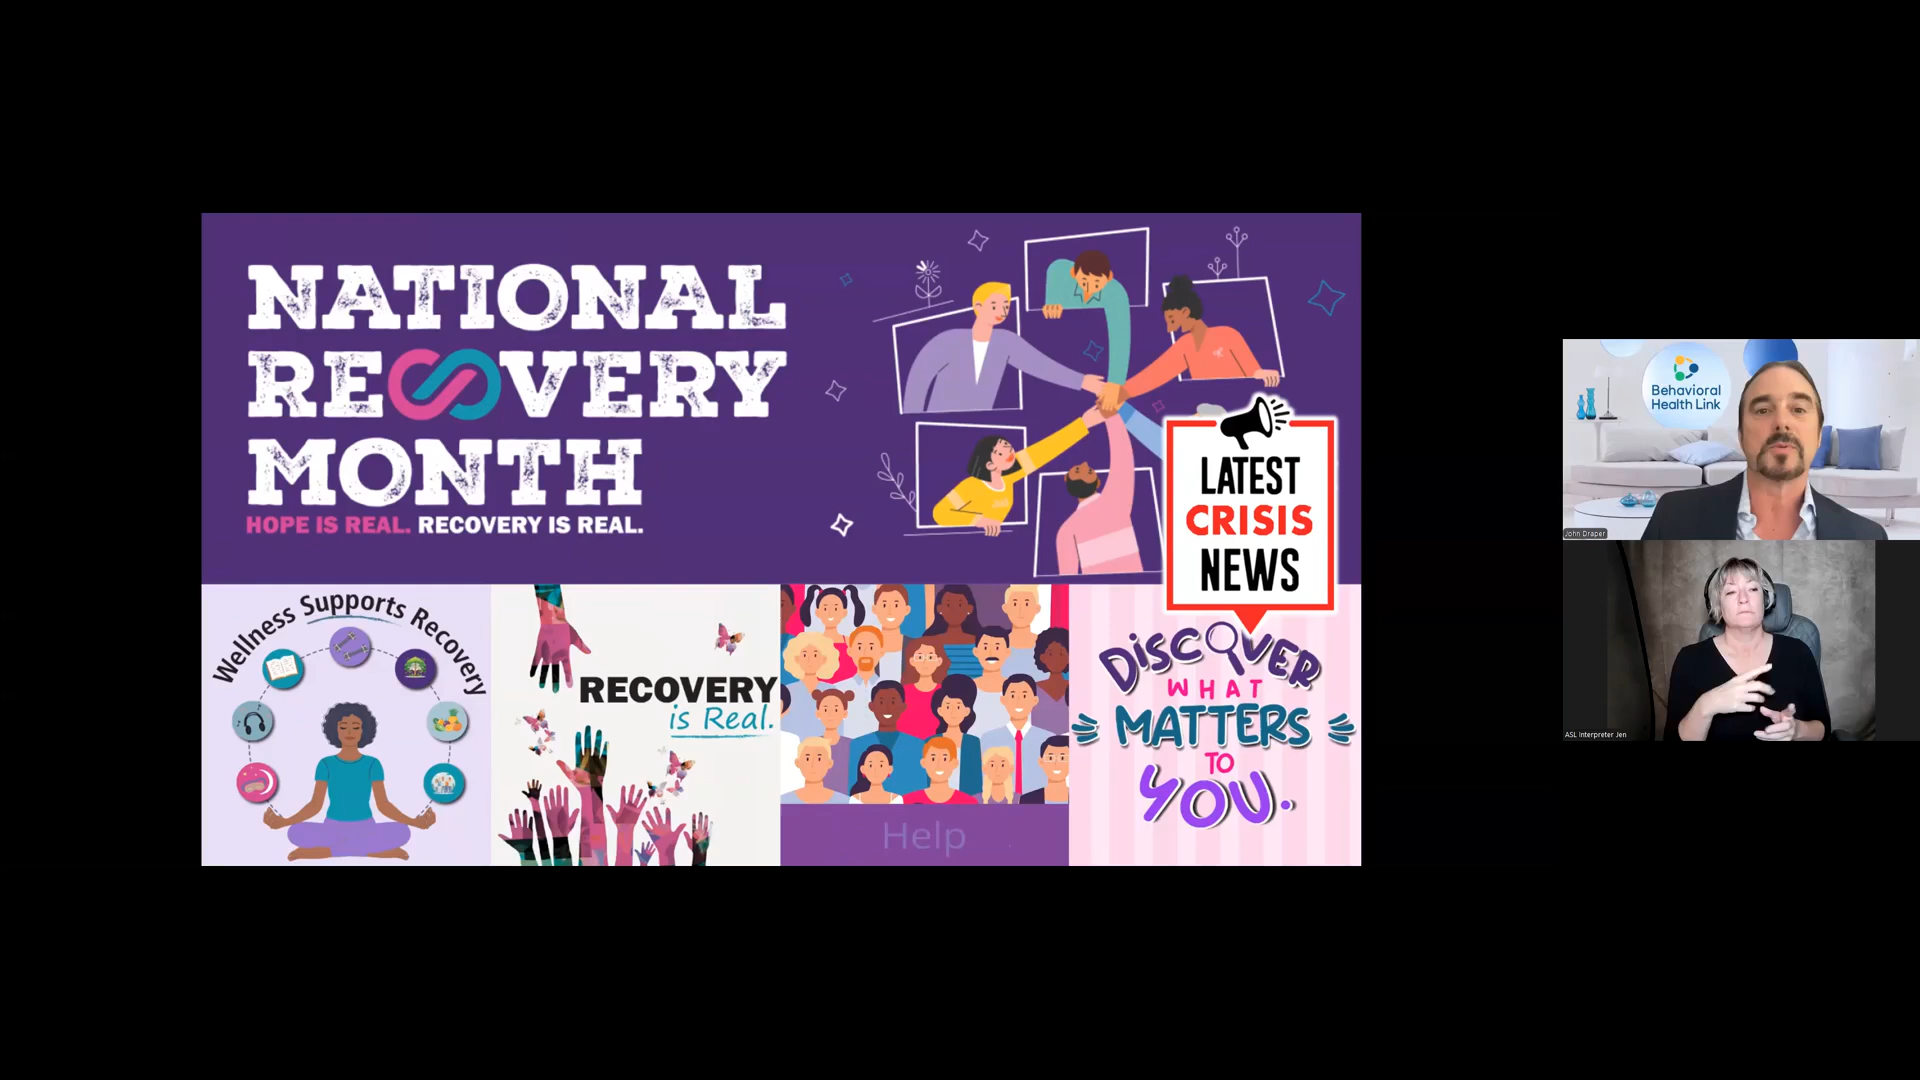 NATIONAL
RECOVERY
MONTH
HOPE IS REAL. RECOVERY IS REAL.
LATEST
CRISIS
NEWS
Wellness Supports Recovery
RECOVERY
is Real.
Help
DISCOVER
WHAT
MATTERS
TO
YOU.
Behavioral
Health Link
John Draper
ASL Interpreter Jen